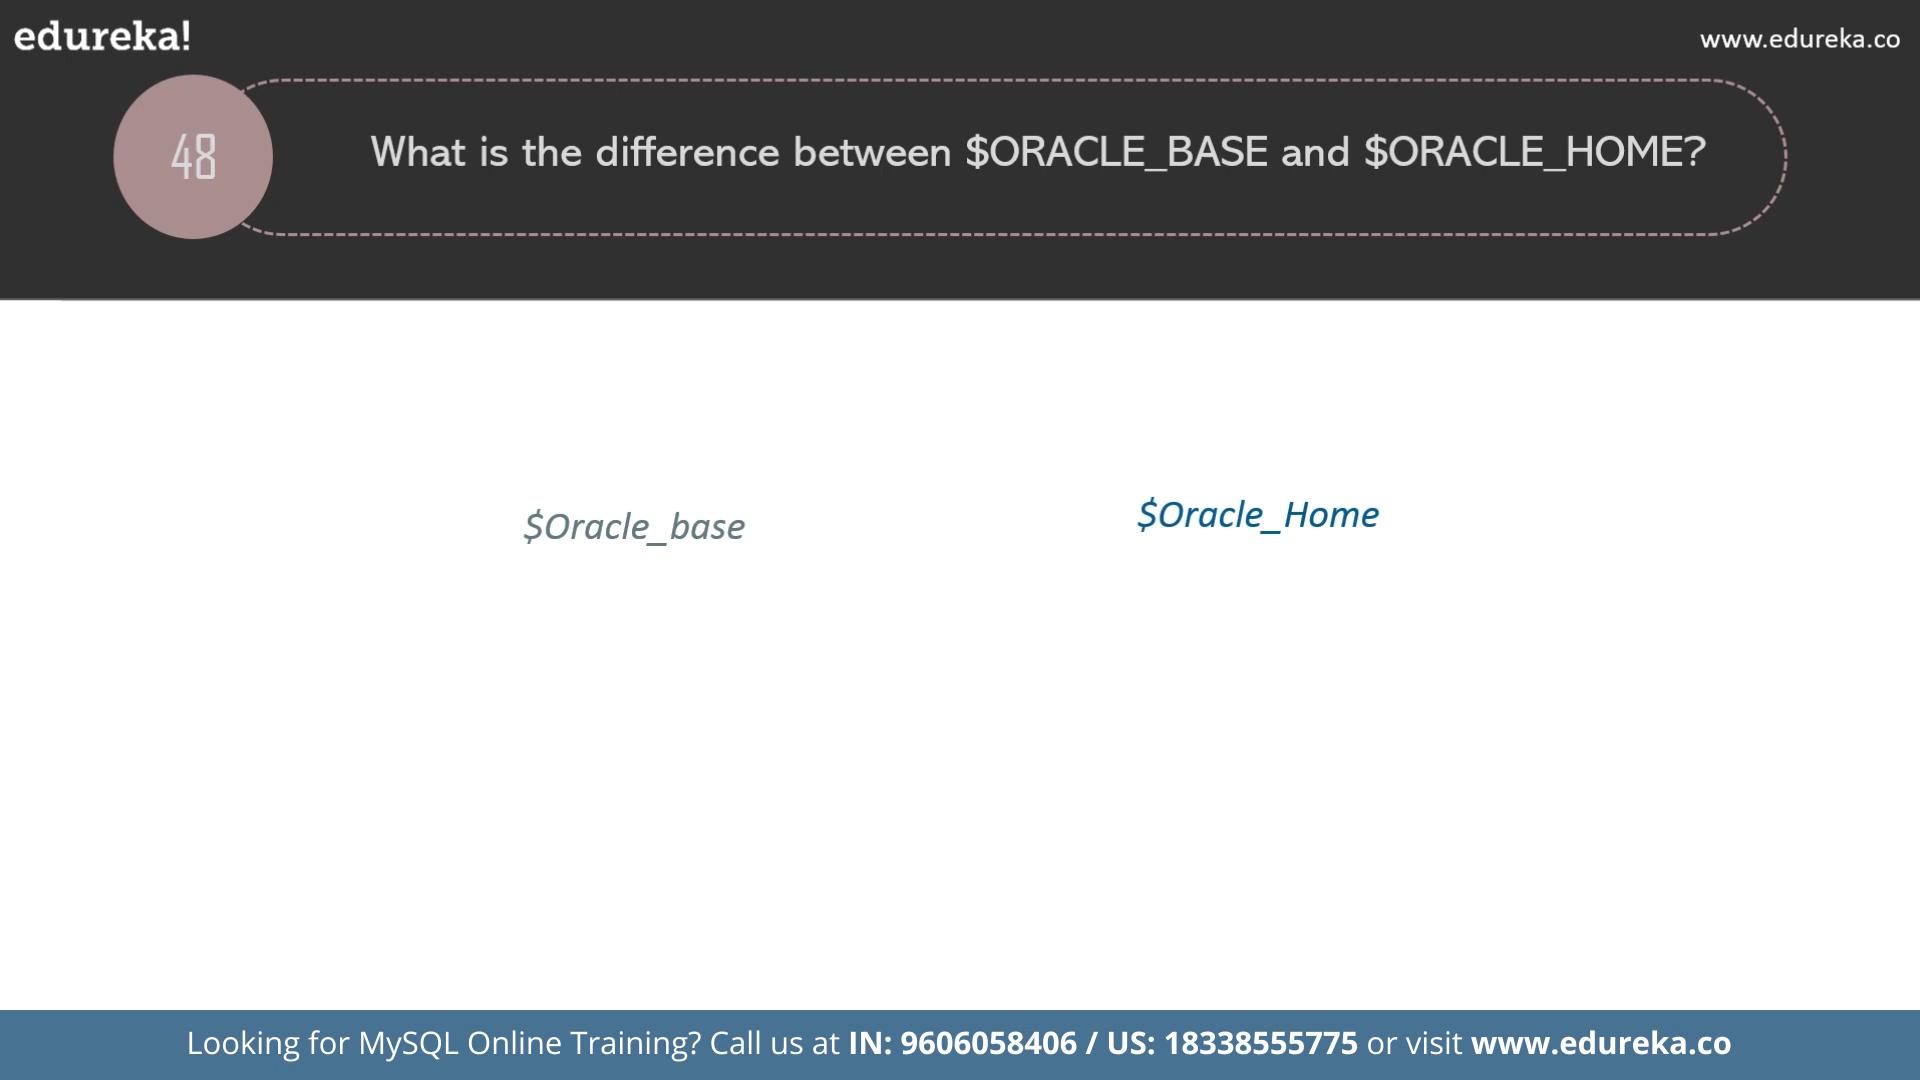 edureka!
www.edureka.co
48
What is the difference between $ORACLE_BASE and $ORACLE_HOME?
$Oracle_base
$Oracle_Home
Looking for MySQL Online Training? Call us at IN: 9606058406 / US: 18338555775 or visit www.edureka.co